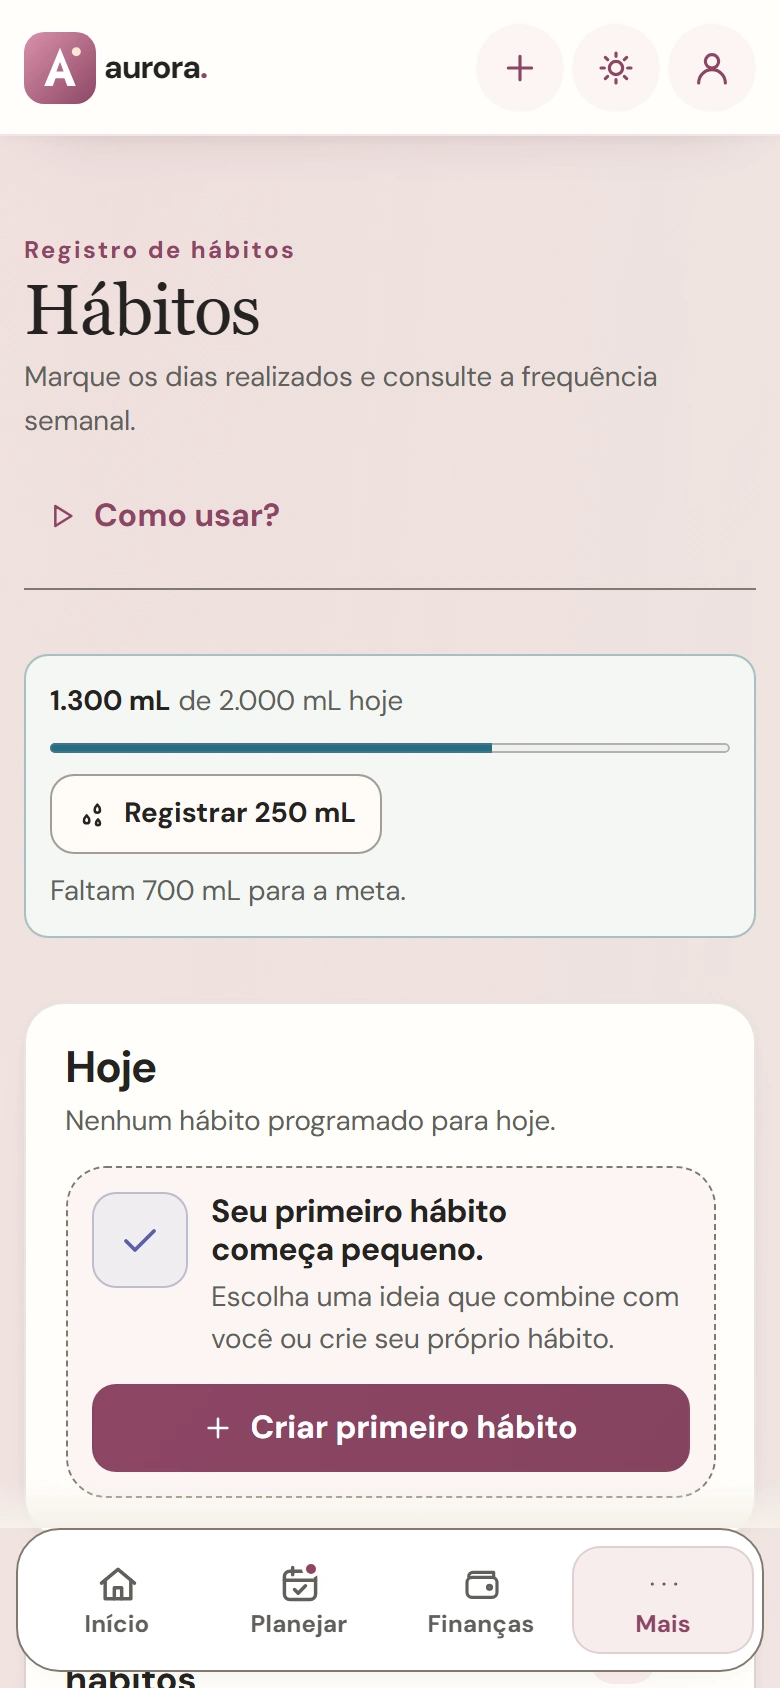 A
aurora.
Registro de hábitos
Hábitos
Marque os dias realizados e consulte a frequência
semanal.
Como usar?
1.300 mL de 2.000 mL hoje
Registrar 250 mL
Faltam 700 mL para a meta.
Hoje
Nenhum hábito programado para hoje.
Seu primeiro hábito
começa pequeno.
Escolha uma ideia que combine com
você ou crie seu próprio hábito.
Criar primeiro hábito
Início
Planejar
Finanças
Mais
hábitos